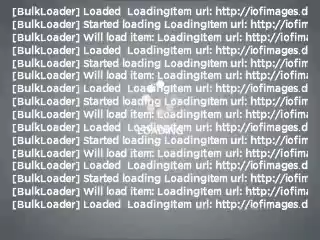 [BulkLoader] Loaded LoadingItem url: http://iofimages.d
[BulkLoader] Started loading LoadingItem url: http://iofim
[BulkLoader] Will load item: LoadingItem url: http://iofima
[BulkLoader] Loaded LoadingItem url: http://iofimages.d
[BulkLoader] Started loading LoadingItem url: http://iofim
[BulkLoader] Will load item: LoadingItem url: http://iofima
[BulkLoader] Loaded LoadingItem url: http://iofimages.d
[BulkLoader] Started loading LoadingItem url: http://iofim
[BulkLoader] Will load item: LoadingItem url: http://iofima
[BulkLoader] Loaded LoadingItem url: http://iofimages.d
LOADING
[BulkLoader] Started loading LoadingItem url: http://iofim
[BulkLoader] Will load item: LoadingItem url: http://iofima
[BulkLoader] Loaded LoadingItem url: http://iofimages.d
[BulkLoader] Started loading LoadingItem url: http://iofim
[BulkLoader] Will load item: LoadingItem url: http://iofima
[BulkLoader] Loaded LoadingItem url: http://iofimages.d